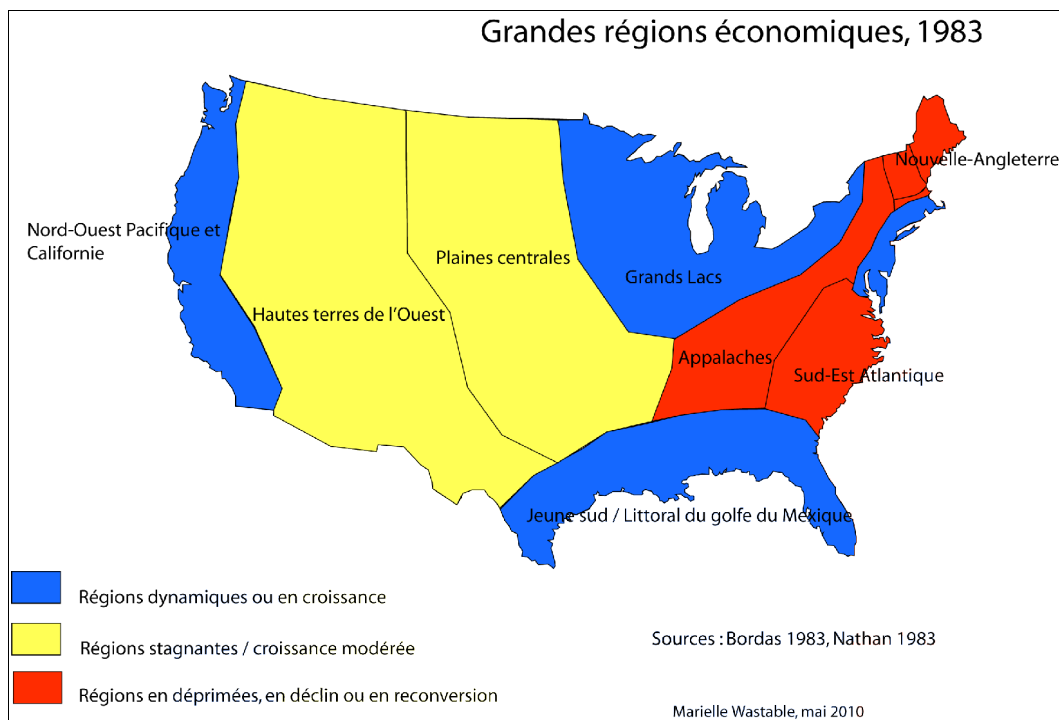 Grandes régions économiques, 1983
Nouvelle-Angleterre
Nord-Ouest Pacifique et
Californie
Plaines centrales
Grands Lacs
Hautes terres de l'Ouest
Appalaches
Sud-Est Atlantique
Jeune sud / Littoral du golfe du Mexique
Régions dynamiques ou en croissance
Régions stagnantes / croissance modérée
Régions en déprimées, en déclin ou en reconversion
Sources : Bordas 1983, Nathan 1983
Marielle Wastable, mai 2010